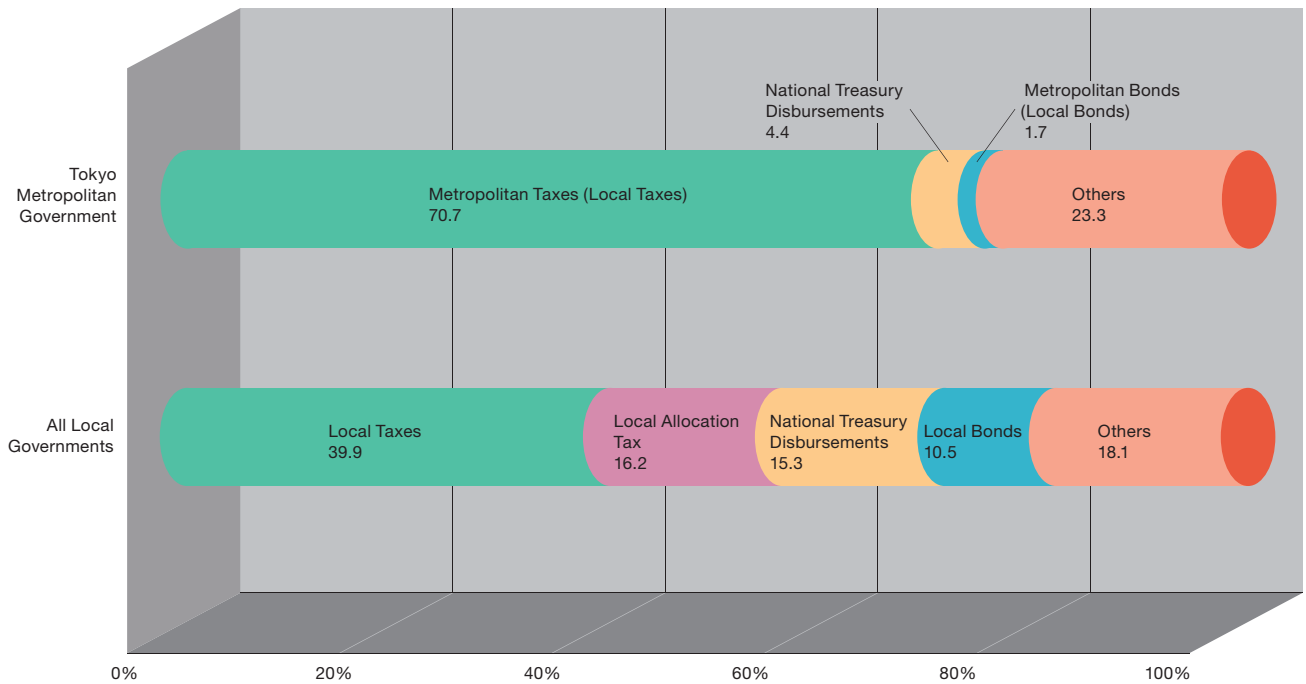 National Treasury
Disbursements
4.4
Metropolitan Bonds
(Local Bonds)
1.7
Tokyo
Metropolitan
Government
Metropolitan Taxes (Local Taxes)
70.7
Others
23.3
All Local
Governments
Local Taxes
39.9
Local Allocation
Tax
16.2
National Treasury
Disbursements
15.3
Local Bonds
10.5
Others
18.1
0% 20% 40% 60% 80% 100%